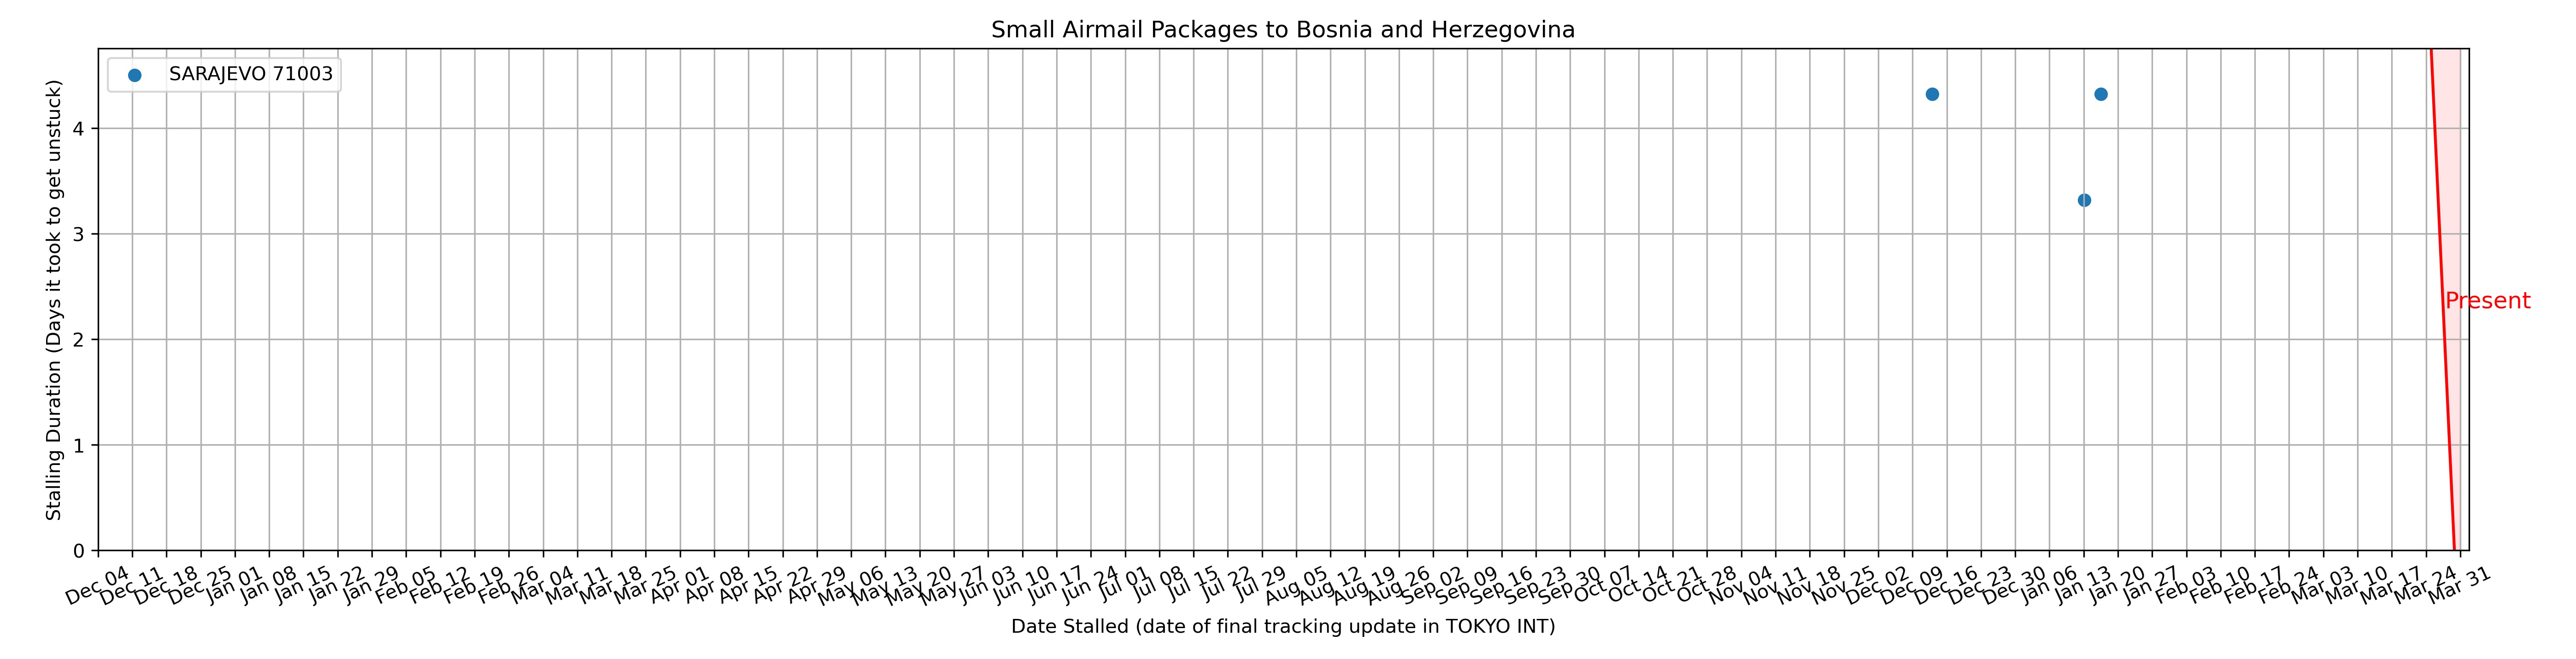 Small Airmail Packages to Bosnia and Herzegovina
SARAJEVO 71003
Stalling Duration (Days it took to get unstuck)
4
3
2
1
0
Present
Dec 04 Dec 11 Dec 18 Dec 25 Jan 01 Jan 08 Jan 15 Jan 22 Jan 29 Feb 05 Feb 12 Feb 19 Feb 26 Mar 04 Mar 11 Mar 18 Mar 25 Apr 01 Apr 08 Apr 15 Apr 22 Apr 29 May 06 May 13 May 20 May 27 Jun 03 Jun 10 Jun 17 Jun 24 Jul 01 Jul 08 Jul 15 Jul 22 Jul 29 Aug 05 Aug 12 Aug 19 Aug 26 Sep 02 Sep 09 Sep 16 Sep 23 Sep 30 Oct 07 Oct 14 Oct 21 Oct 28 Nov 04 Nov 11 Nov 18 Nov 25 Dec 02 Dec 09 Dec 16 Dec 23 Dec 30 Jan 06 Jan 13 Jan 20 Jan 27 Feb 03 Feb 10 Feb 17 Feb 24 Mar 03 Mar 10 Mar 17 Mar 24 Mar 31
Date Stalled (date of final tracking update in TOKYO INT)